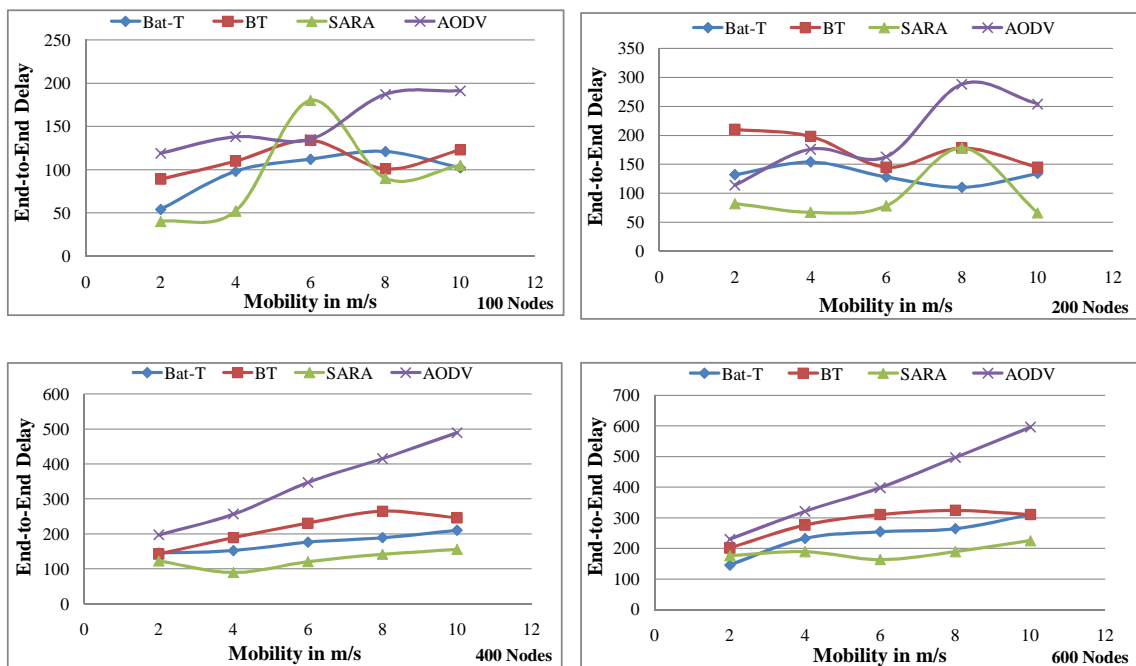 Bat-T BT SARA AODV
250
200
150
100
50
0
End-to-End Delay
0 2 4 6 8 10 12
Mobility in m/s
100 Nodes
Bat-T BT SARA AODV
350
300
250
200
150
100
50
0
End-to-End Delay
0 2 4 6 8 10 12
Mobility in m/s
200 Nodes
Bat-T BT SARA AODV
600
500
400
300
200
100
0
End-to-End Delay
0 2 4 6 8 10 12
Mobility in m/s
400 Nodes
Bat-T BT SARA AODV
700
600
500
400
300
200
100
0
End-to-End Delay
0 2 4 6 8 10 12
Mobility in m/s
600 Nodes